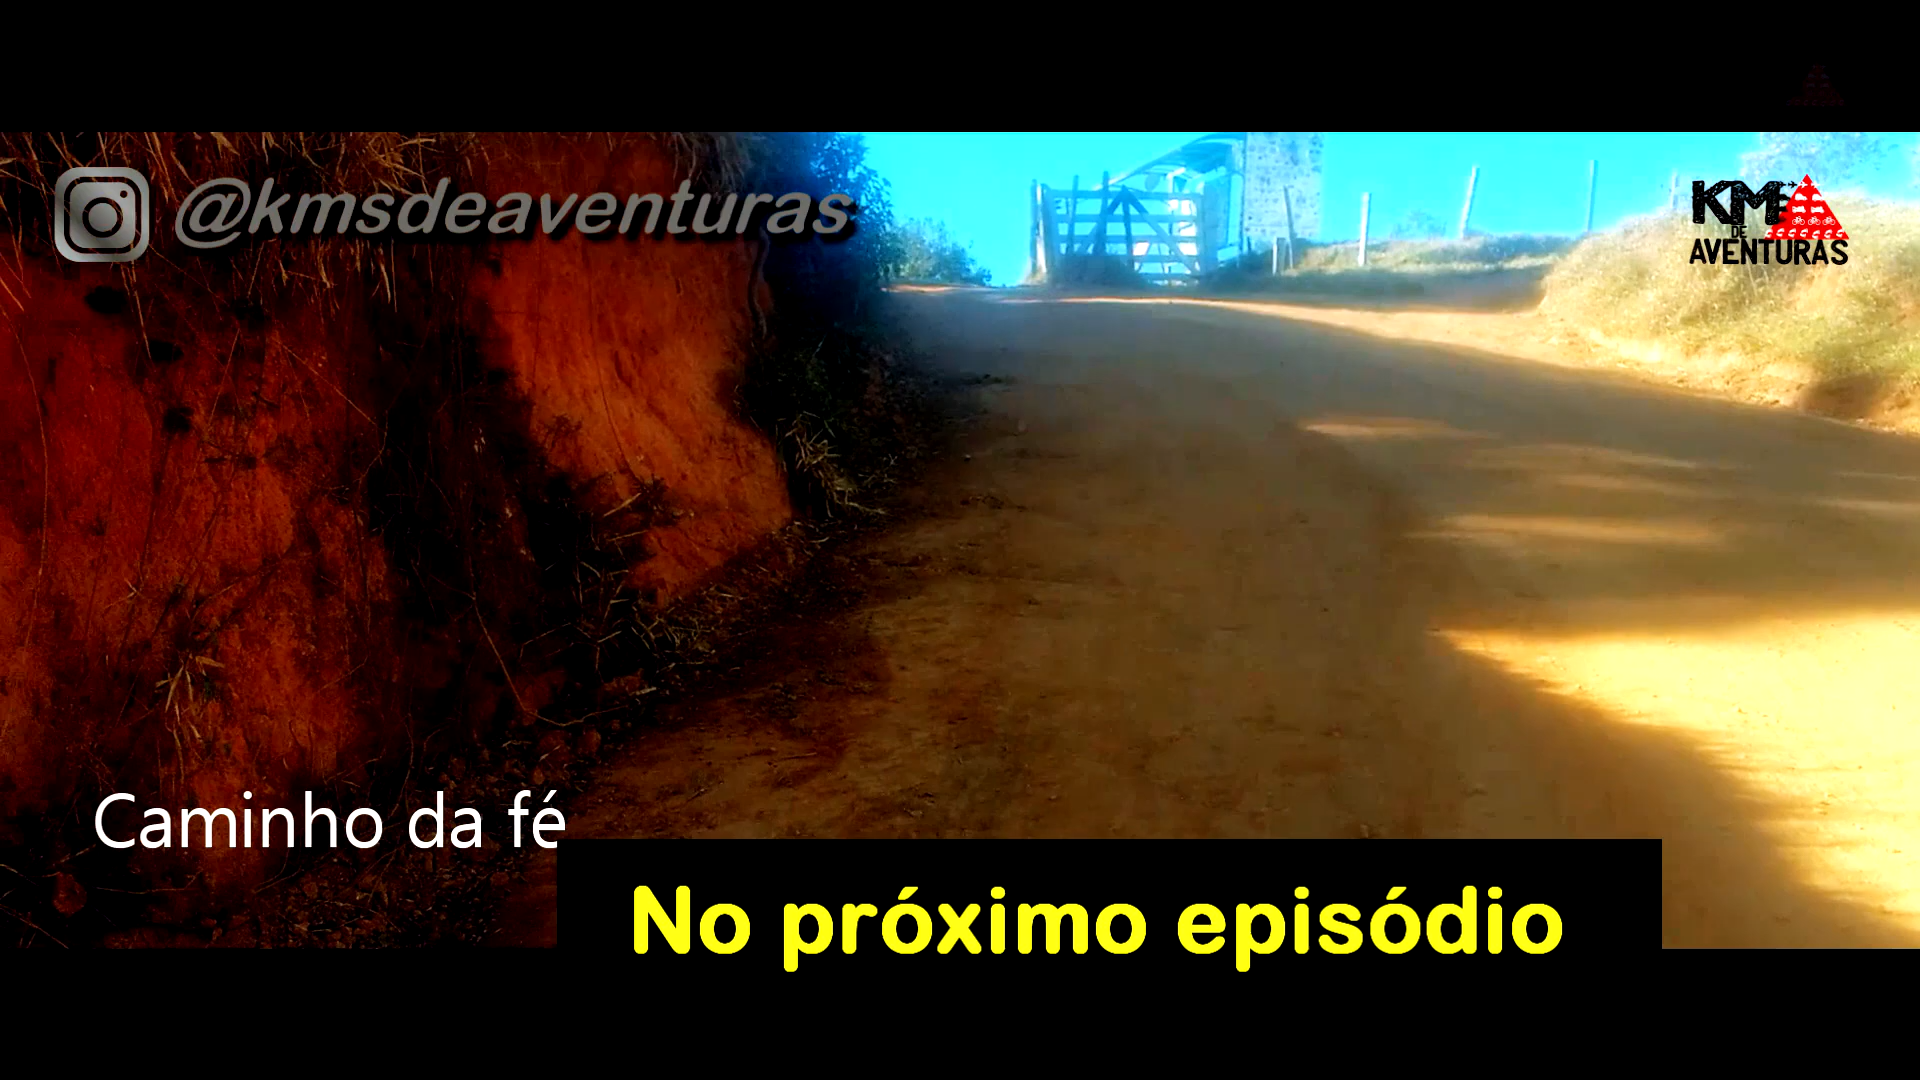 @kmsdeaventuras
KM
DE
AVENTURAS
Caminho da fé
No próximo episódio